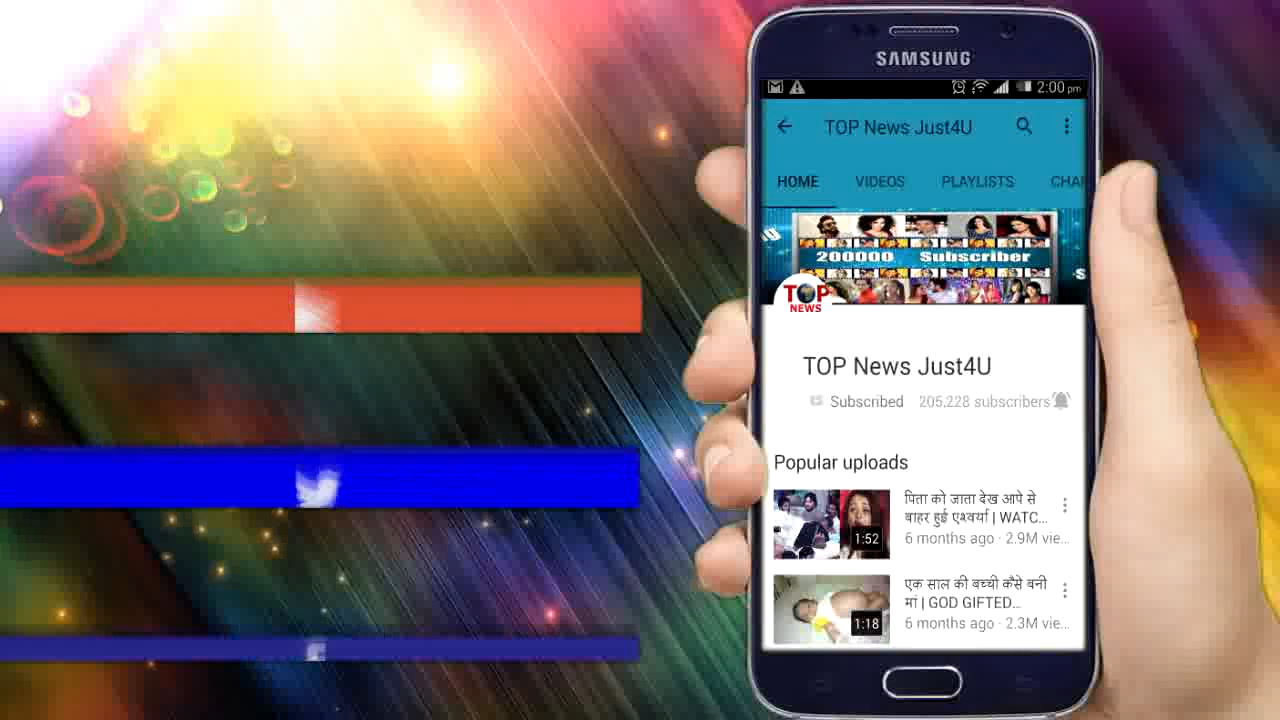 SAMSUNG
2:00 pm
TOP News Just4U
HOME VIDEOS PLAYLISTS CHA
200000 Subscriber
TOP
NEWS
TOP News Just4U
Subscribed 205,228 subscribers
Popular uploads
पिता को जाता देख आपे से
बाहर हुई एश्वर्या | WATC...
6 months ago · 2.9M vie...
1:52
एक साल की बच्ची कैसे बनी
मां | GOD GIFTED...
6 months ago · 2.3M vie...
1:18